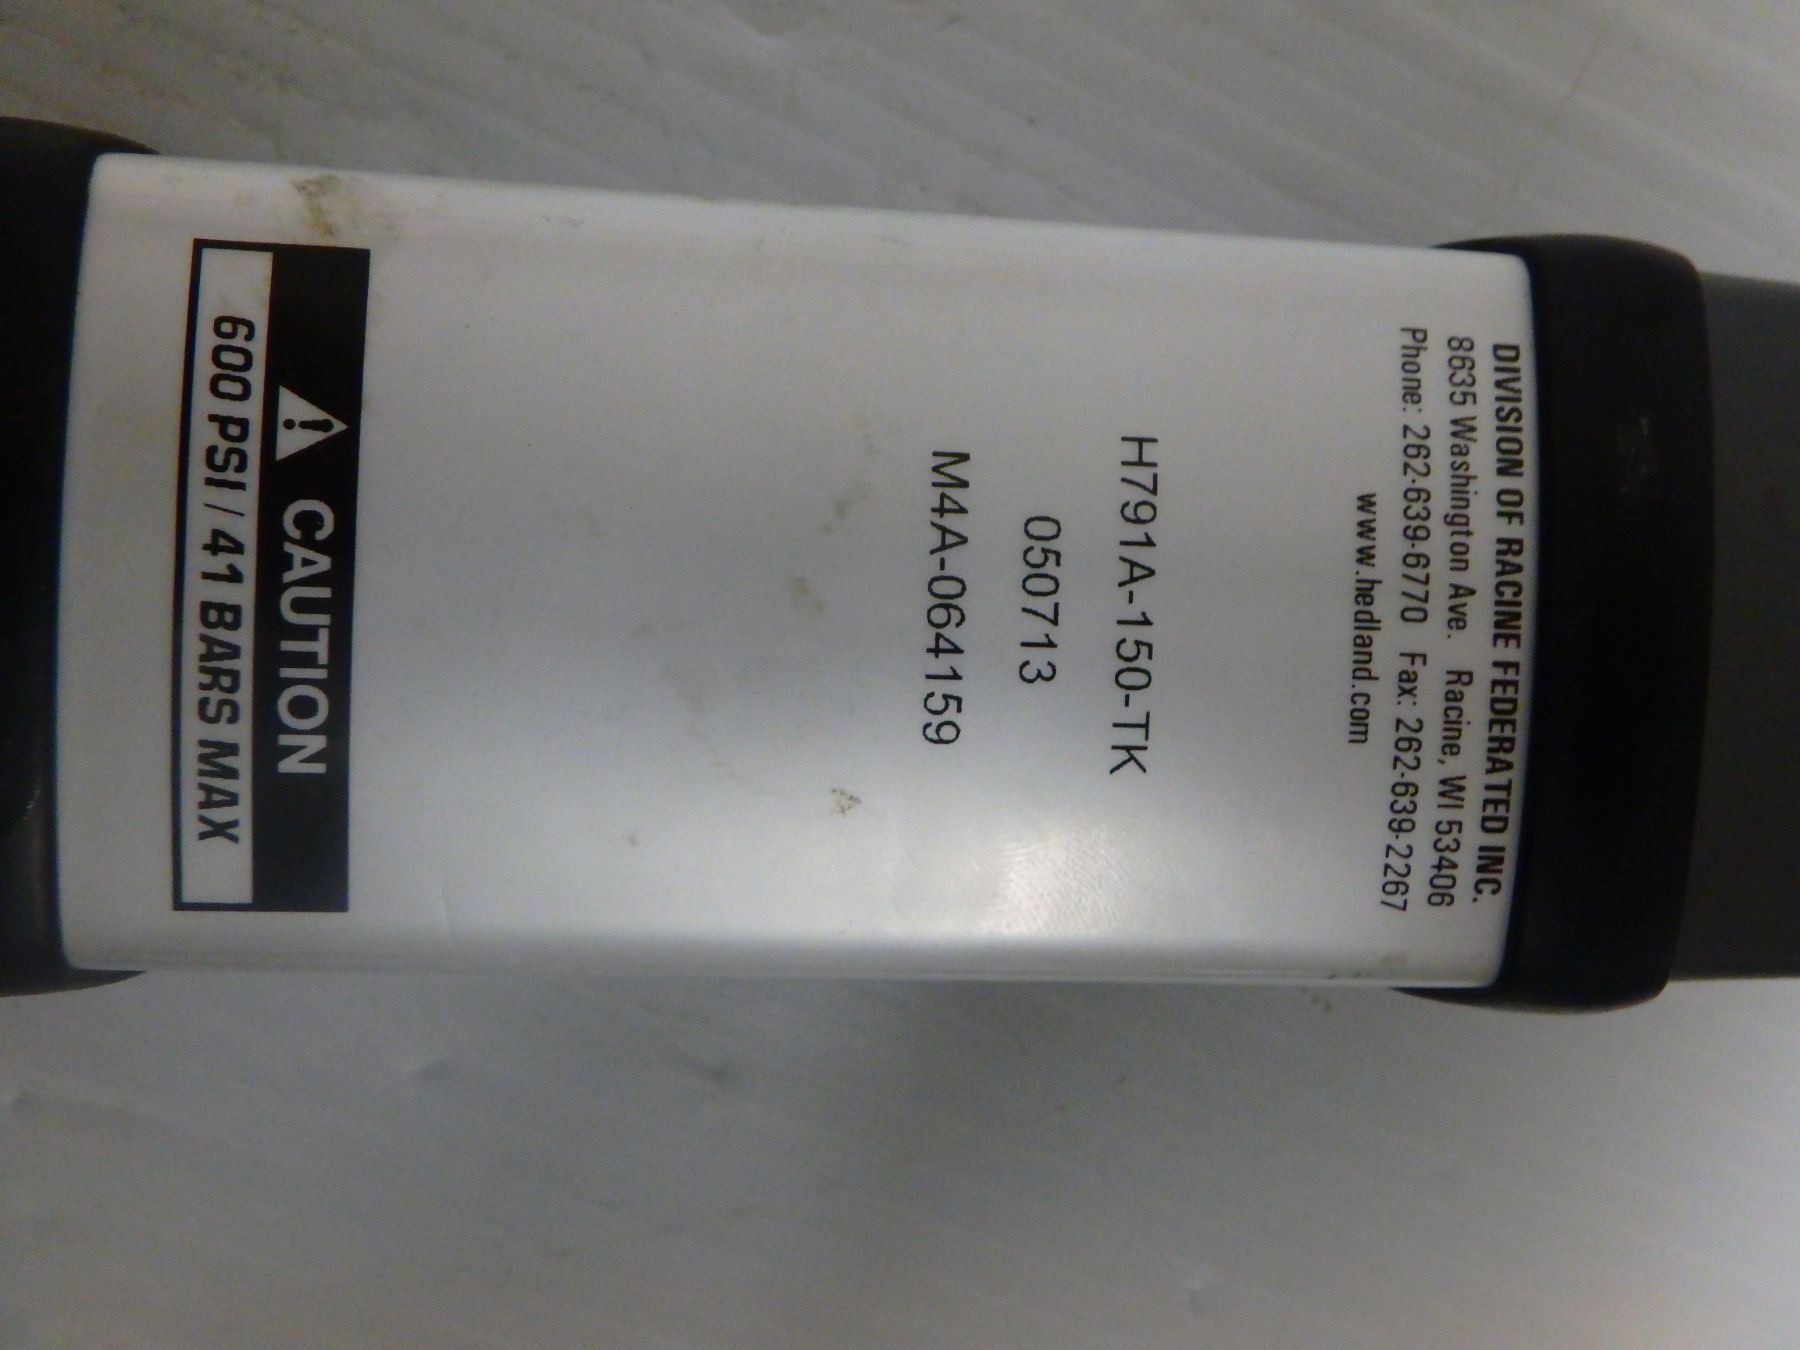 DIVISION OF RACINE FEDERATED INC.
8635 Washington Ave. Racine, WI 53406
Phone: 262-639-6770 Fax: 262-639-2267
www.hedland.com
H791A-150-TK
050713
M4A-064159
CAUTION
600 PSI / 41 BARS MAX